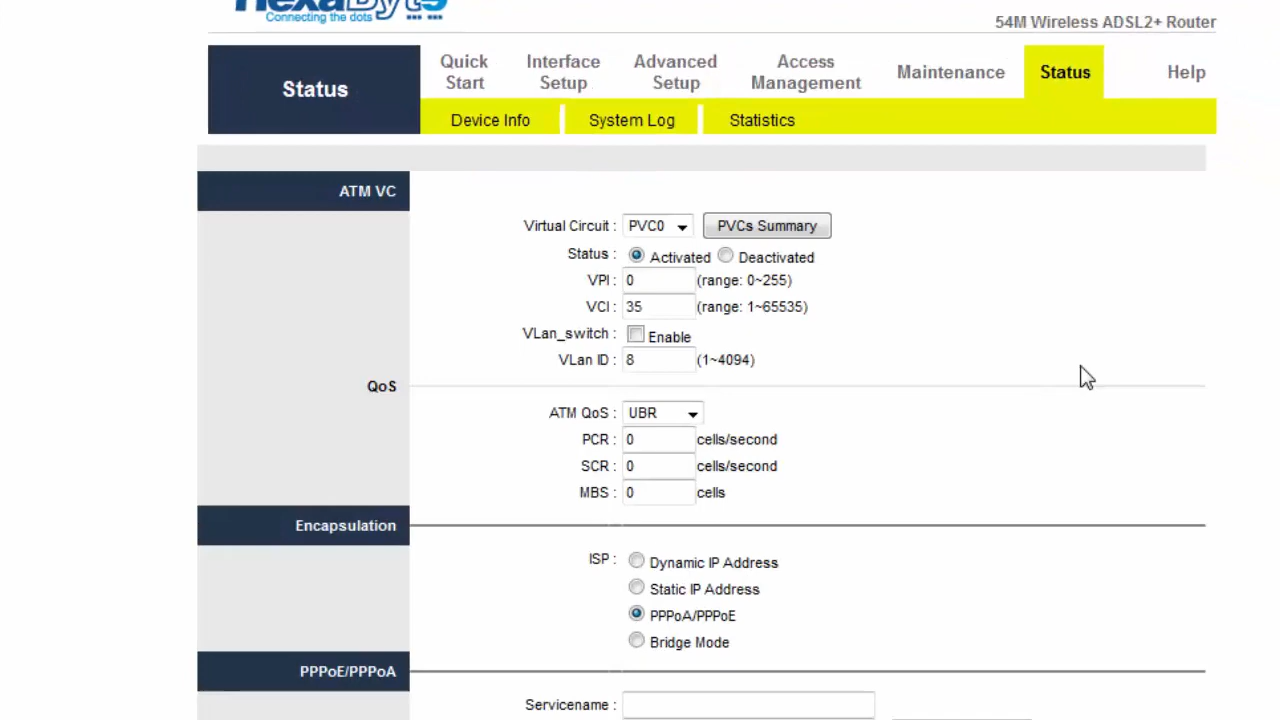 HexaByte
Connecting the dots
54M Wireless ADSL2+ Router
Status
Quick Start
Interface Setup
Advanced Setup
Access Management
Maintenance
Status
Help
Device Info
System Log
Statistics
ATM VC
Virtual Circuit : PVC0 PVCs Summary
Status : Activated Deactivated
VPI : 0 (range: 0~255)
VCI : 35 (range: 1~65535)
VLan_switch : Enable
VLan ID : 8 (1~4094)
QoS
ATM QoS : UBR
PCR : 0 cells/second
SCR : 0 cells/second
MBS : 0 cells
Encapsulation
ISP : Dynamic IP Address
Static IP Address
PPPoA/PPPoE
Bridge Mode
PPPoE/PPPoA
Servicename :